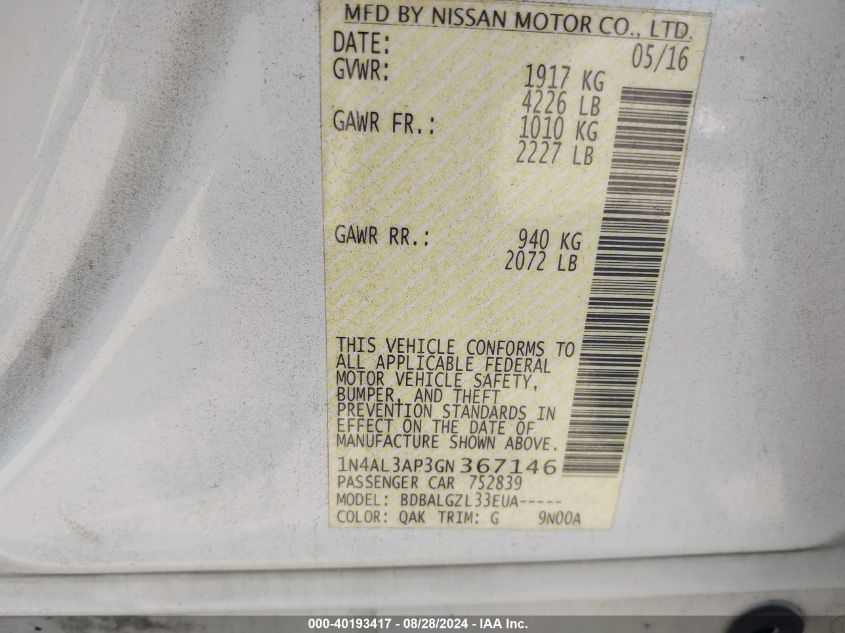 MFD BY NISSAN MOTOR CO., LTD.
DATE: 05/16
GVWR: 1917 KG
4226 LB
GAWR FR.: 1010 KG
2227 LB
GAWR RR.: 940 KG
2072 LB
THIS VEHICLE CONFORMS TO
ALL APPLICABLE FEDERAL
MOTOR VEHICLE SAFETY,
BUMPER, AND THEFT
PREVENTION STANDARDS IN
EFFECT ON THE DATE OF
MANUFACTURE SHOWN ABOVE.
1N4AL3AP3GN367146
PASSENGER CAR 752839
MODEL: BDBALGZL33EUA-----
COLOR: QAK TRIM: G 9N00A
000-40193417 - 08/28/2024 - IAA Inc.